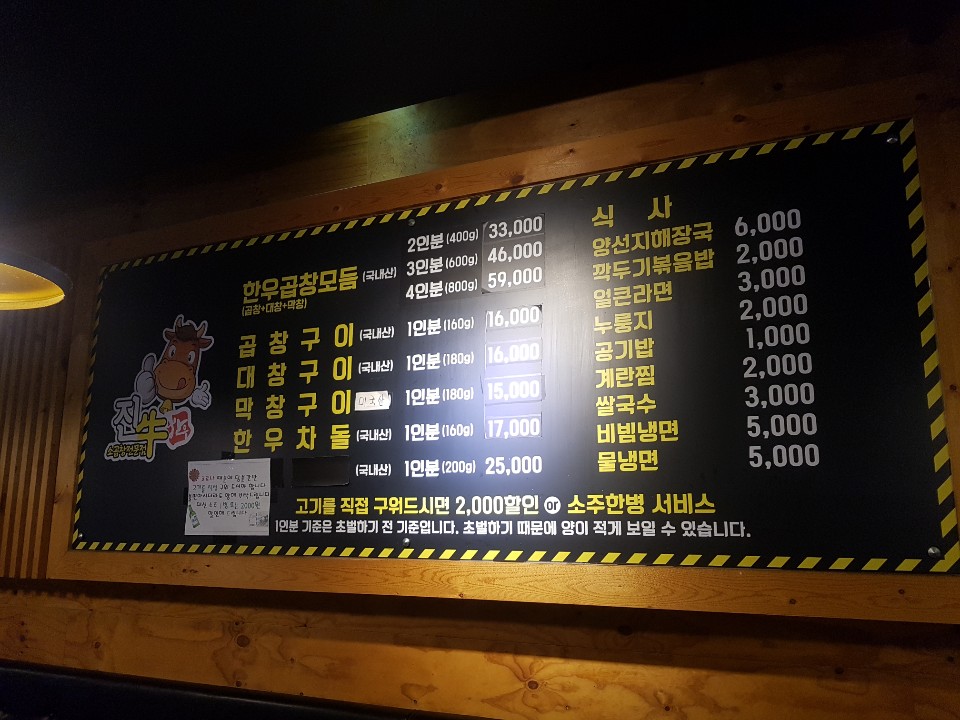 한우곱창모듬 (국내산)
(곱창+대창+막창)
2인분 (400g) 33,000
3인분 (600g) 46,000
4인분 (800g) 59,000
곱창구이 (국내산) 1인분 (160g) 16,000
대창구이 (국내산) 1인분 (180g) 16,000
막창구이 미국산 1인분 (180g) 15,000
한우차돌 (국내산) 1인분 (160g) 17,000
(국내산) 1인분 (200g) 25,000
식 사
양선지해장국 6,000
깍두기볶음밥 2,000
얼큰라면 3,000
누룽지 2,000
공기밥 1,000
계란찜 2,000
쌀국수 3,000
비빔냉면 5,000
물냉면 5,000
고기를 직접 구워드시면 2,000할인 or 소주한병 서비스
1인분 기준은 초벌하기 전 기준입니다. 초벌하기 때문에 양이 적게 보일 수 있습니다.
진牛
소곱창전문점